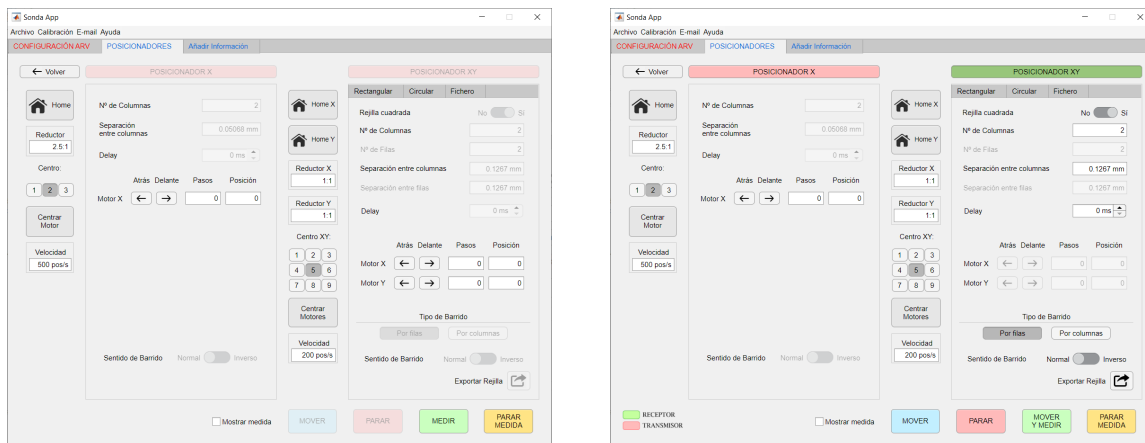 Sonda App
Archivo Calibración E-mail Ayuda
CONFIGURACIÓN ARV POSICIONADORES Añadir Información
← Volver POSICIONADOR X POSICIONADOR XY
Rectangular Circular Fichero
Home Nº de Columnas 2 Home X Rejilla cuadrada No Sí
Separación entre columnas 0.05068 mm Nº de Columnas 2
Reductor 2.5:1 Home Y Nº de Filas 2
Delay 0 ms
Centro: Reductor X 1:1 Separación entre columnas 0.1267 mm
Atrás Delante Pasos Posición Separación entre filas 0.1267 mm
1 2 3 Motor X ← → 0 0 Reductor Y 1:1 Delay 0 ms
Centrar Motor Centro XY:
Atrás Delante Pasos Posición
Velocidad 500 pos/s 1 2 3 Motor X ← → 0 0
4 5 6 Motor Y ← → 0 0
7 8 9
Centrar Motores Tipo de Barrido
Por filas Por columnas
Velocidad 200 pos/s
Sentido de Barrido Normal Inverso Sentido de Barrido Normal Inverso
Exportar Rejilla
Mostrar medida MOVER PARAR MEDIR PARAR MEDIDA
Sonda App
Archivo Calibración E-mail Ayuda
CONFIGURACIÓN ARV POSICIONADORES Añadir Información
← Volver POSICIONADOR X POSICIONADOR XY
Rectangular Circular Fichero
Home Nº de Columnas 2 Home X Rejilla cuadrada No Sí
Separación entre columnas 0.05068 mm Nº de Columnas 2
Reductor 2.5:1 Home Y Nº de Filas 2
Delay 0 ms
Centro: Reductor X 1:1 Separación entre columnas 0.1267 mm
Atrás Delante Pasos Posición Separación entre filas 0.1267 mm
1 2 3 Motor X ← → 0 0 Reductor Y 1:1 Delay 0 ms
Centrar Motor Centro XY:
Atrás Delante Pasos Posición
Velocidad 500 pos/s 1 2 3 Motor X ← → 0 0
4 5 6 Motor Y ← → 0 0
7 8 9
Centrar Motores Tipo de Barrido
Por filas Por columnas
Velocidad 200 pos/s
Sentido de Barrido Normal Inverso Sentido de Barrido Normal Inverso
Exportar Rejilla
RECEPTOR
TRANSMISOR
Mostrar medida MOVER PARAR MOVER Y MEDIR PARAR MEDIDA